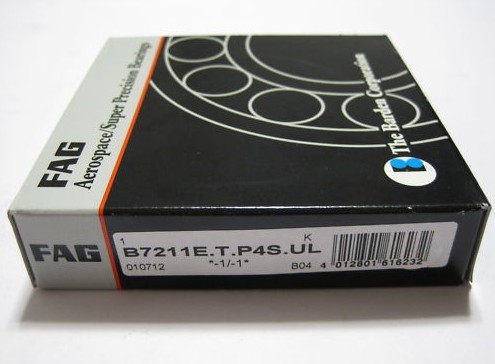 FAG
Aerospace/Super Precision Bearings
B The Barden Corporation
FAG
1 K
B7211E.T.P4S.UL
010712 "-1/-1" B04 4 012801 616232